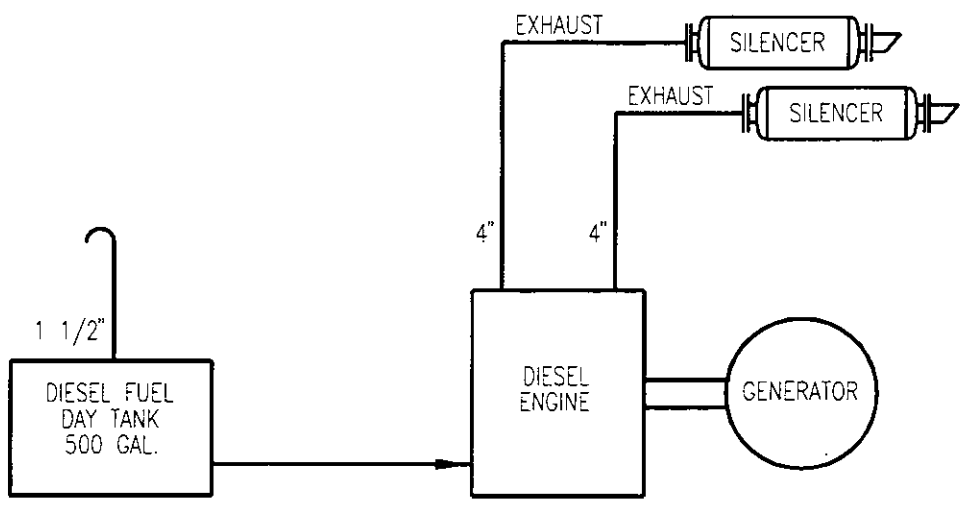 EXHAUST
SILENCER
EXHAUST
SILENCER
4"
4"
1 1/2"
DIESEL FUEL
DAY TANK
500 GAL.
DIESEL
ENGINE
GENERATOR